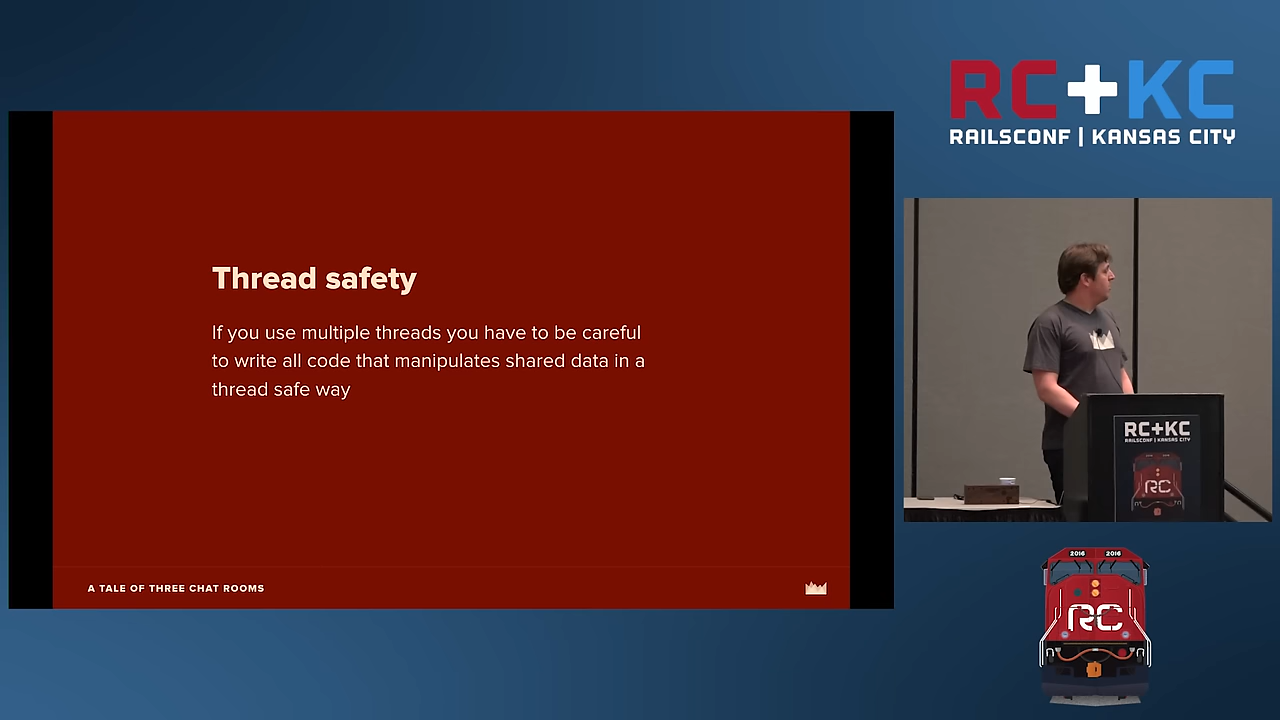 RC+KC
RAILSCONF | KANSAS CITY
Thread safety
If you use multiple threads you have to be careful
to write all code that manipulates shared data in a
thread safe way
A TALE OF THREE CHAT ROOMS
RC+KC
RAILSCONF | KANSAS CITY
RC
2016 2016
RC